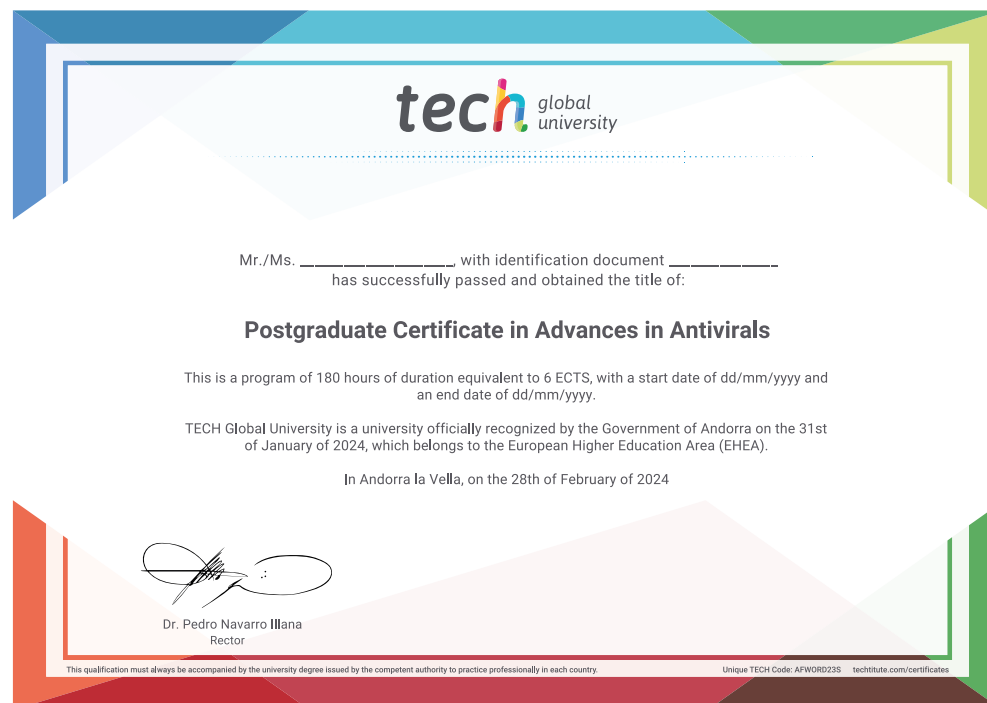 tech global university
Mr./Ms. ___________________, with identification document ______________
has successfully passed and obtained the title of:
Postgraduate Certificate in Advances in Antivirals
This is a program of 180 hours of duration equivalent to 6 ECTS, with a start date of dd/mm/yyyy and
an end date of dd/mm/yyyy.
TECH Global University is a university officially recognized by the Government of Andorra on the 31st
of January of 2024, which belongs to the European Higher Education Area (EHEA).
In Andorra la Vella, on the 28th of February of 2024
Dr. Pedro Navarro Illana
Rector
This qualification must always be accompanied by the university degree issued by the competent authority to practice professionally in each country.
Unique TECH Code: AFWORD23S techtitute.com/certificates